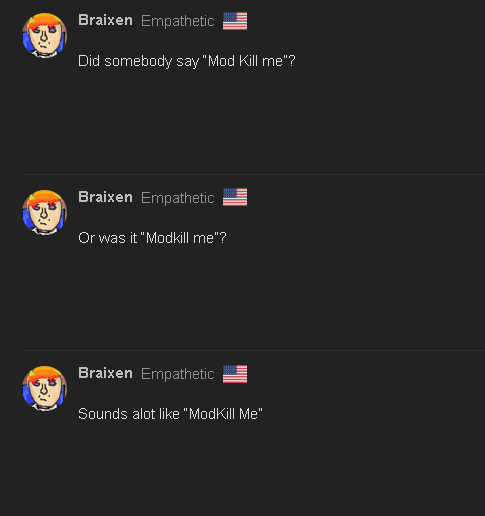 Braixen Empathetic
Did somebody say "Mod Kill me"?
Braixen Empathetic
Or was it "Modkill me"?
Braixen Empathetic
Sounds alot like "ModKill Me"